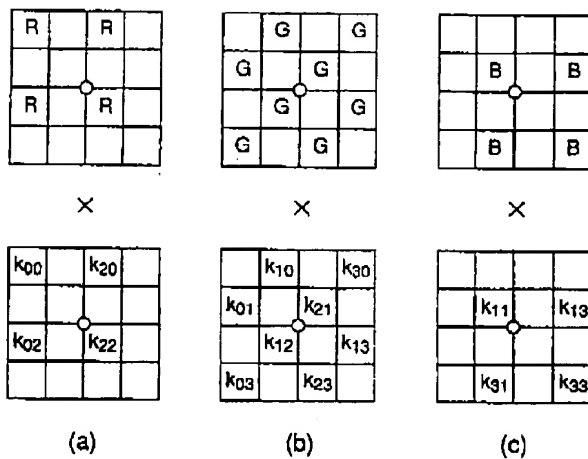 R R G G
G G B B
R R G G
G G B B
× × ×
k00 k20 k10 k30
k01 k21 k11 k13
k02 k22 k12 k13
k03 k23 k31 k33
(a) (b) (c)